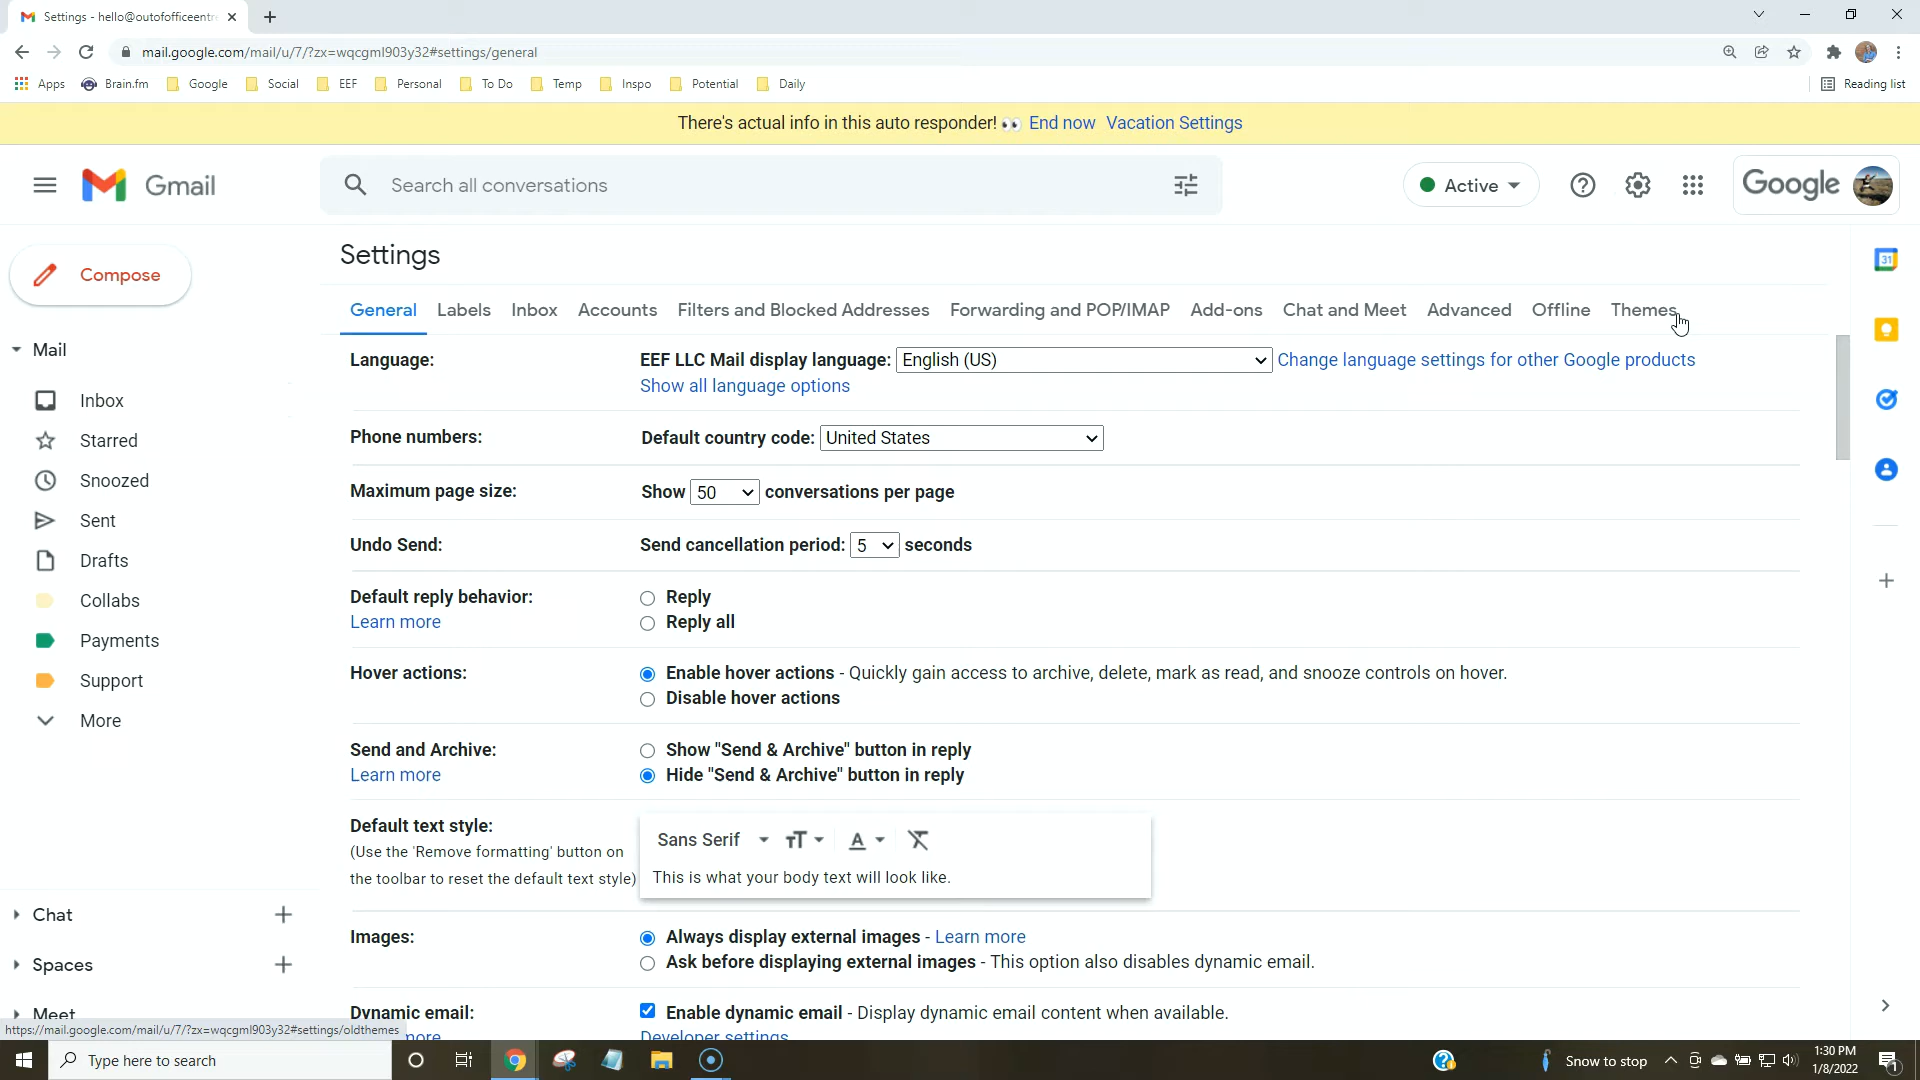 Settings - hello@outofofficeentre
mail.google.com/mail/u/7/?zx=wqcgml903y32#settings/general
Apps Brain.fm Google Social EEF Personal To Do Temp Inspo Potential Daily Reading list
There's actual info in this auto responder! 👀 End now Vacation Settings
Gmail Search all conversations Active Google
Settings
Compose
General Labels Inbox Accounts Filters and Blocked Addresses Forwarding and POP/IMAP Add-ons Chat and Meet Advanced Offline Themes
Mail
Inbox
Starred
Snoozed
Sent
Drafts
Collabs
Payments
Support
More
Chat
Spaces
Meet
Language: EEF LLC Mail display language: English (US) Change language settings for other Google products
Show all language options
Phone numbers: Default country code: United States
Maximum page size: Show 50 conversations per page
Undo Send: Send cancellation period: 5 seconds
Default reply behavior: Reply
Learn more Reply all
Hover actions: Enable hover actions - Quickly gain access to archive, delete, mark as read, and snooze controls on hover.
Disable hover actions
Send and Archive: Show "Send & Archive" button in reply
Learn more Hide "Send & Archive" button in reply
Default text style: Sans Serif
(Use the 'Remove formatting' button on
the toolbar to reset the default text style) This is what your body text will look like.
Images: Always display external images - Learn more
Ask before displaying external images - This option also disables dynamic email.
Dynamic email: Enable dynamic email - Display dynamic email content when available.
more Developer settings
https://mail.google.com/mail/u/7/?zx=wqcgml903y32#settings/oldthemes
Type here to search Snow to stop 1:30 PM
1/8/2022
31
1